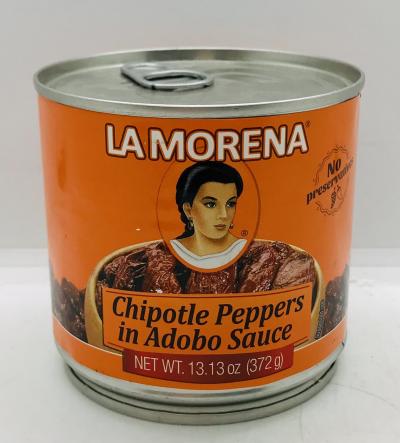 LA MORENA®
No
preservatives
®
Chipotle Peppers
in Adobo Sauce
NET WT. 13.13 oz (372 g)